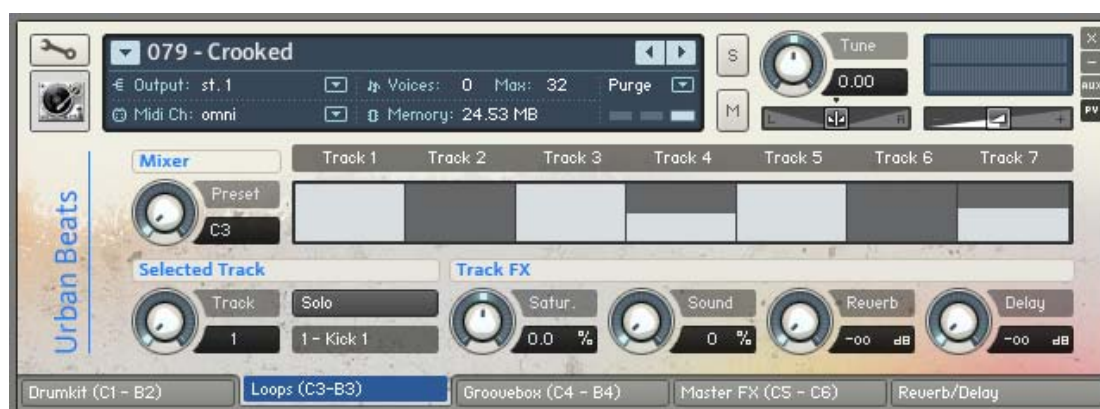 079 - Crooked
S
Tune
×
−
Output: st. 1
Voices: 0 Max: 32
Purge
0.00
AUX
Midi Ch: omni
Memory: 24.53 MB
M
L
R
−
+
PV
Urban Beats
Mixer
Track 1 Track 2 Track 3 Track 4 Track 5 Track 6 Track 7
Preset
C3
Selected Track
Track FX
Track
Solo
Satur.
Sound
Reverb
Delay
1
1 - Kick 1
0.0 %
0 %
-oo dB
-oo dB
Drumkit (C1 - B2)
Loops (C3-B3)
Groovebox (C4 - B4)
Master FX (C5 - C6)
Reverb/Delay